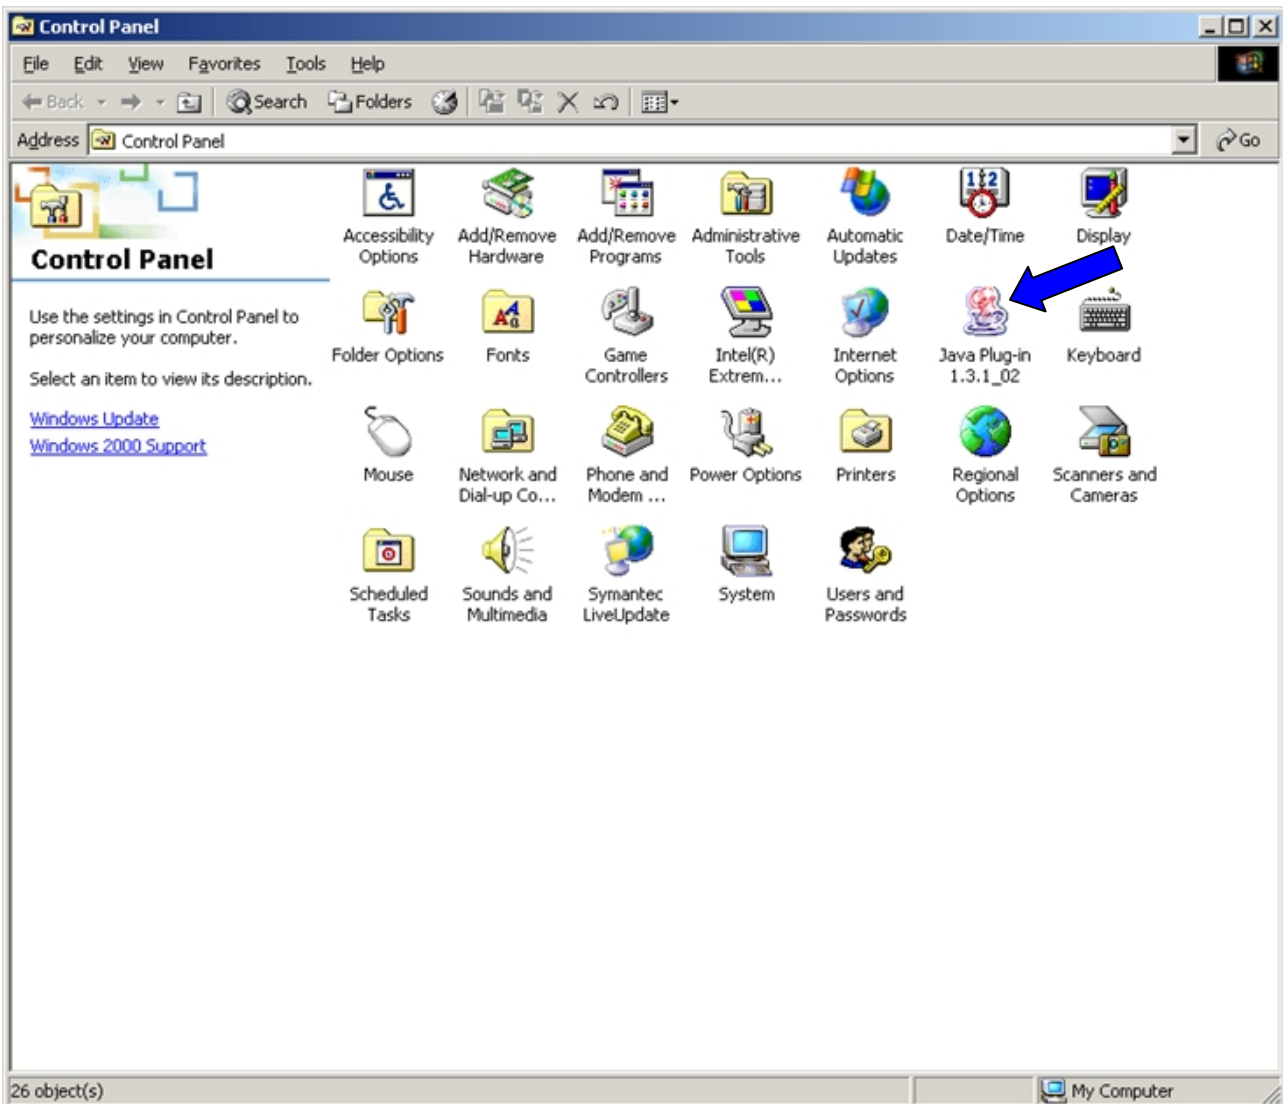 Control Panel
File Edit View Favorites Tools Help
Back Search Folders
Address Control Panel Go
Control Panel
Use the settings in Control Panel to
personalize your computer.
Select an item to view its description.
Windows Update
Windows 2000 Support
Accessibility
Options
Add/Remove
Hardware
Add/Remove
Programs
Administrative
Tools
Automatic
Updates
1 2
Date/Time
Display
Folder Options
Fonts
Game
Controllers
Intel(R)
Extrem...
Internet
Options
Java Plug-in
1.3.1_02
Keyboard
Mouse
Network and
Dial-up Co...
Phone and
Modem ...
Power Options
Printers
Regional
Options
Scanners and
Cameras
Scheduled
Tasks
Sounds and
Multimedia
Symantec
LiveUpdate
System
Users and
Passwords
26 object(s) My Computer